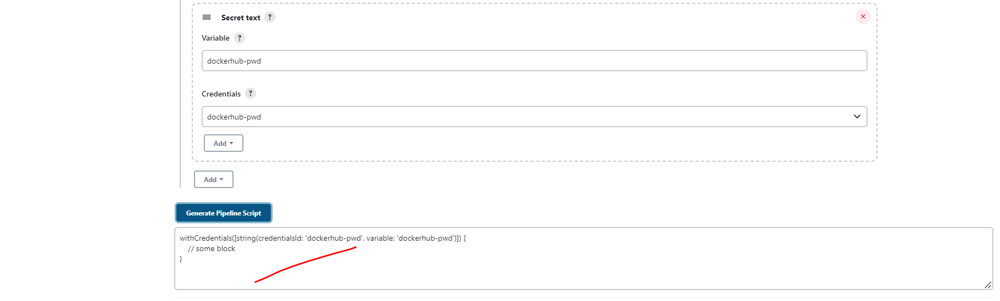 Secret text ?
Variable ?
dockerhub-pwd
Credentials ?
dockerhub-pwd
Add
Add
Generate Pipeline Script
withCredentials([string(credentialsId: 'dockerhub-pwd', variable: 'dockerhub-pwd')]) {
// some block
}